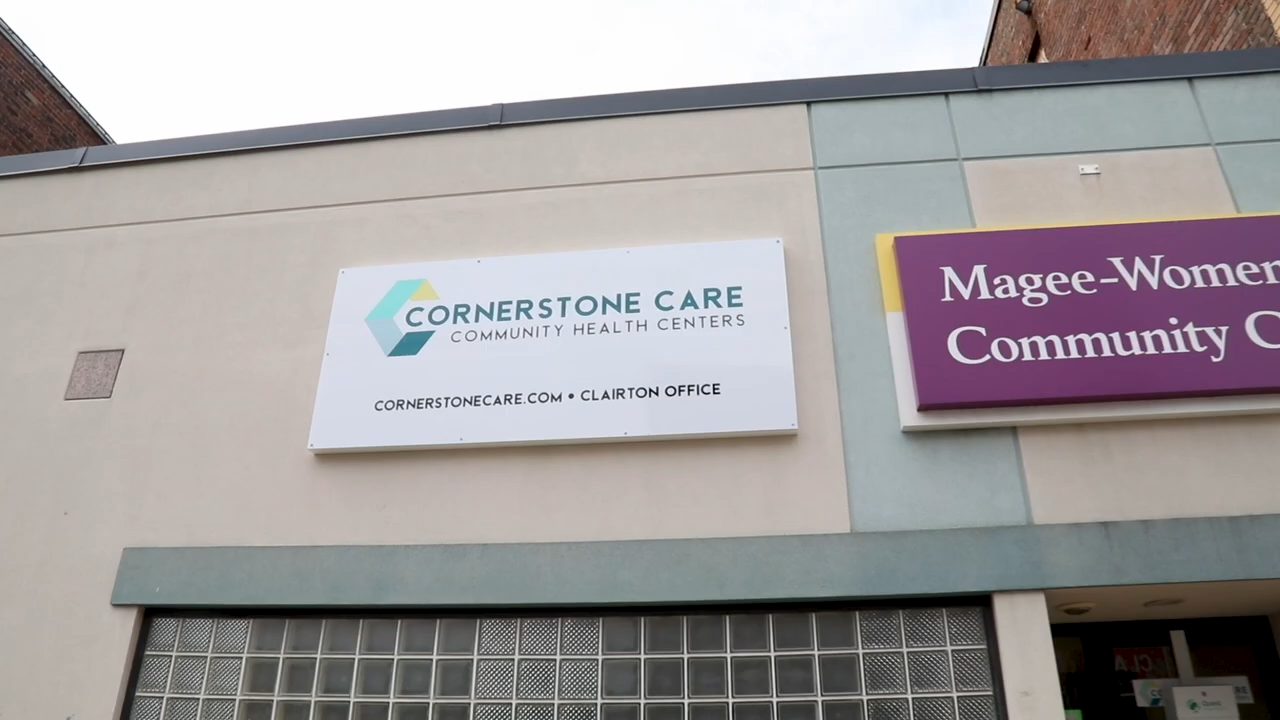 CORNERSTONE CARE
COMMUNITY HEALTH CENTERS
CORNERSTONECARE.COM • CLAIRTON OFFICE
Magee-Women
Community C